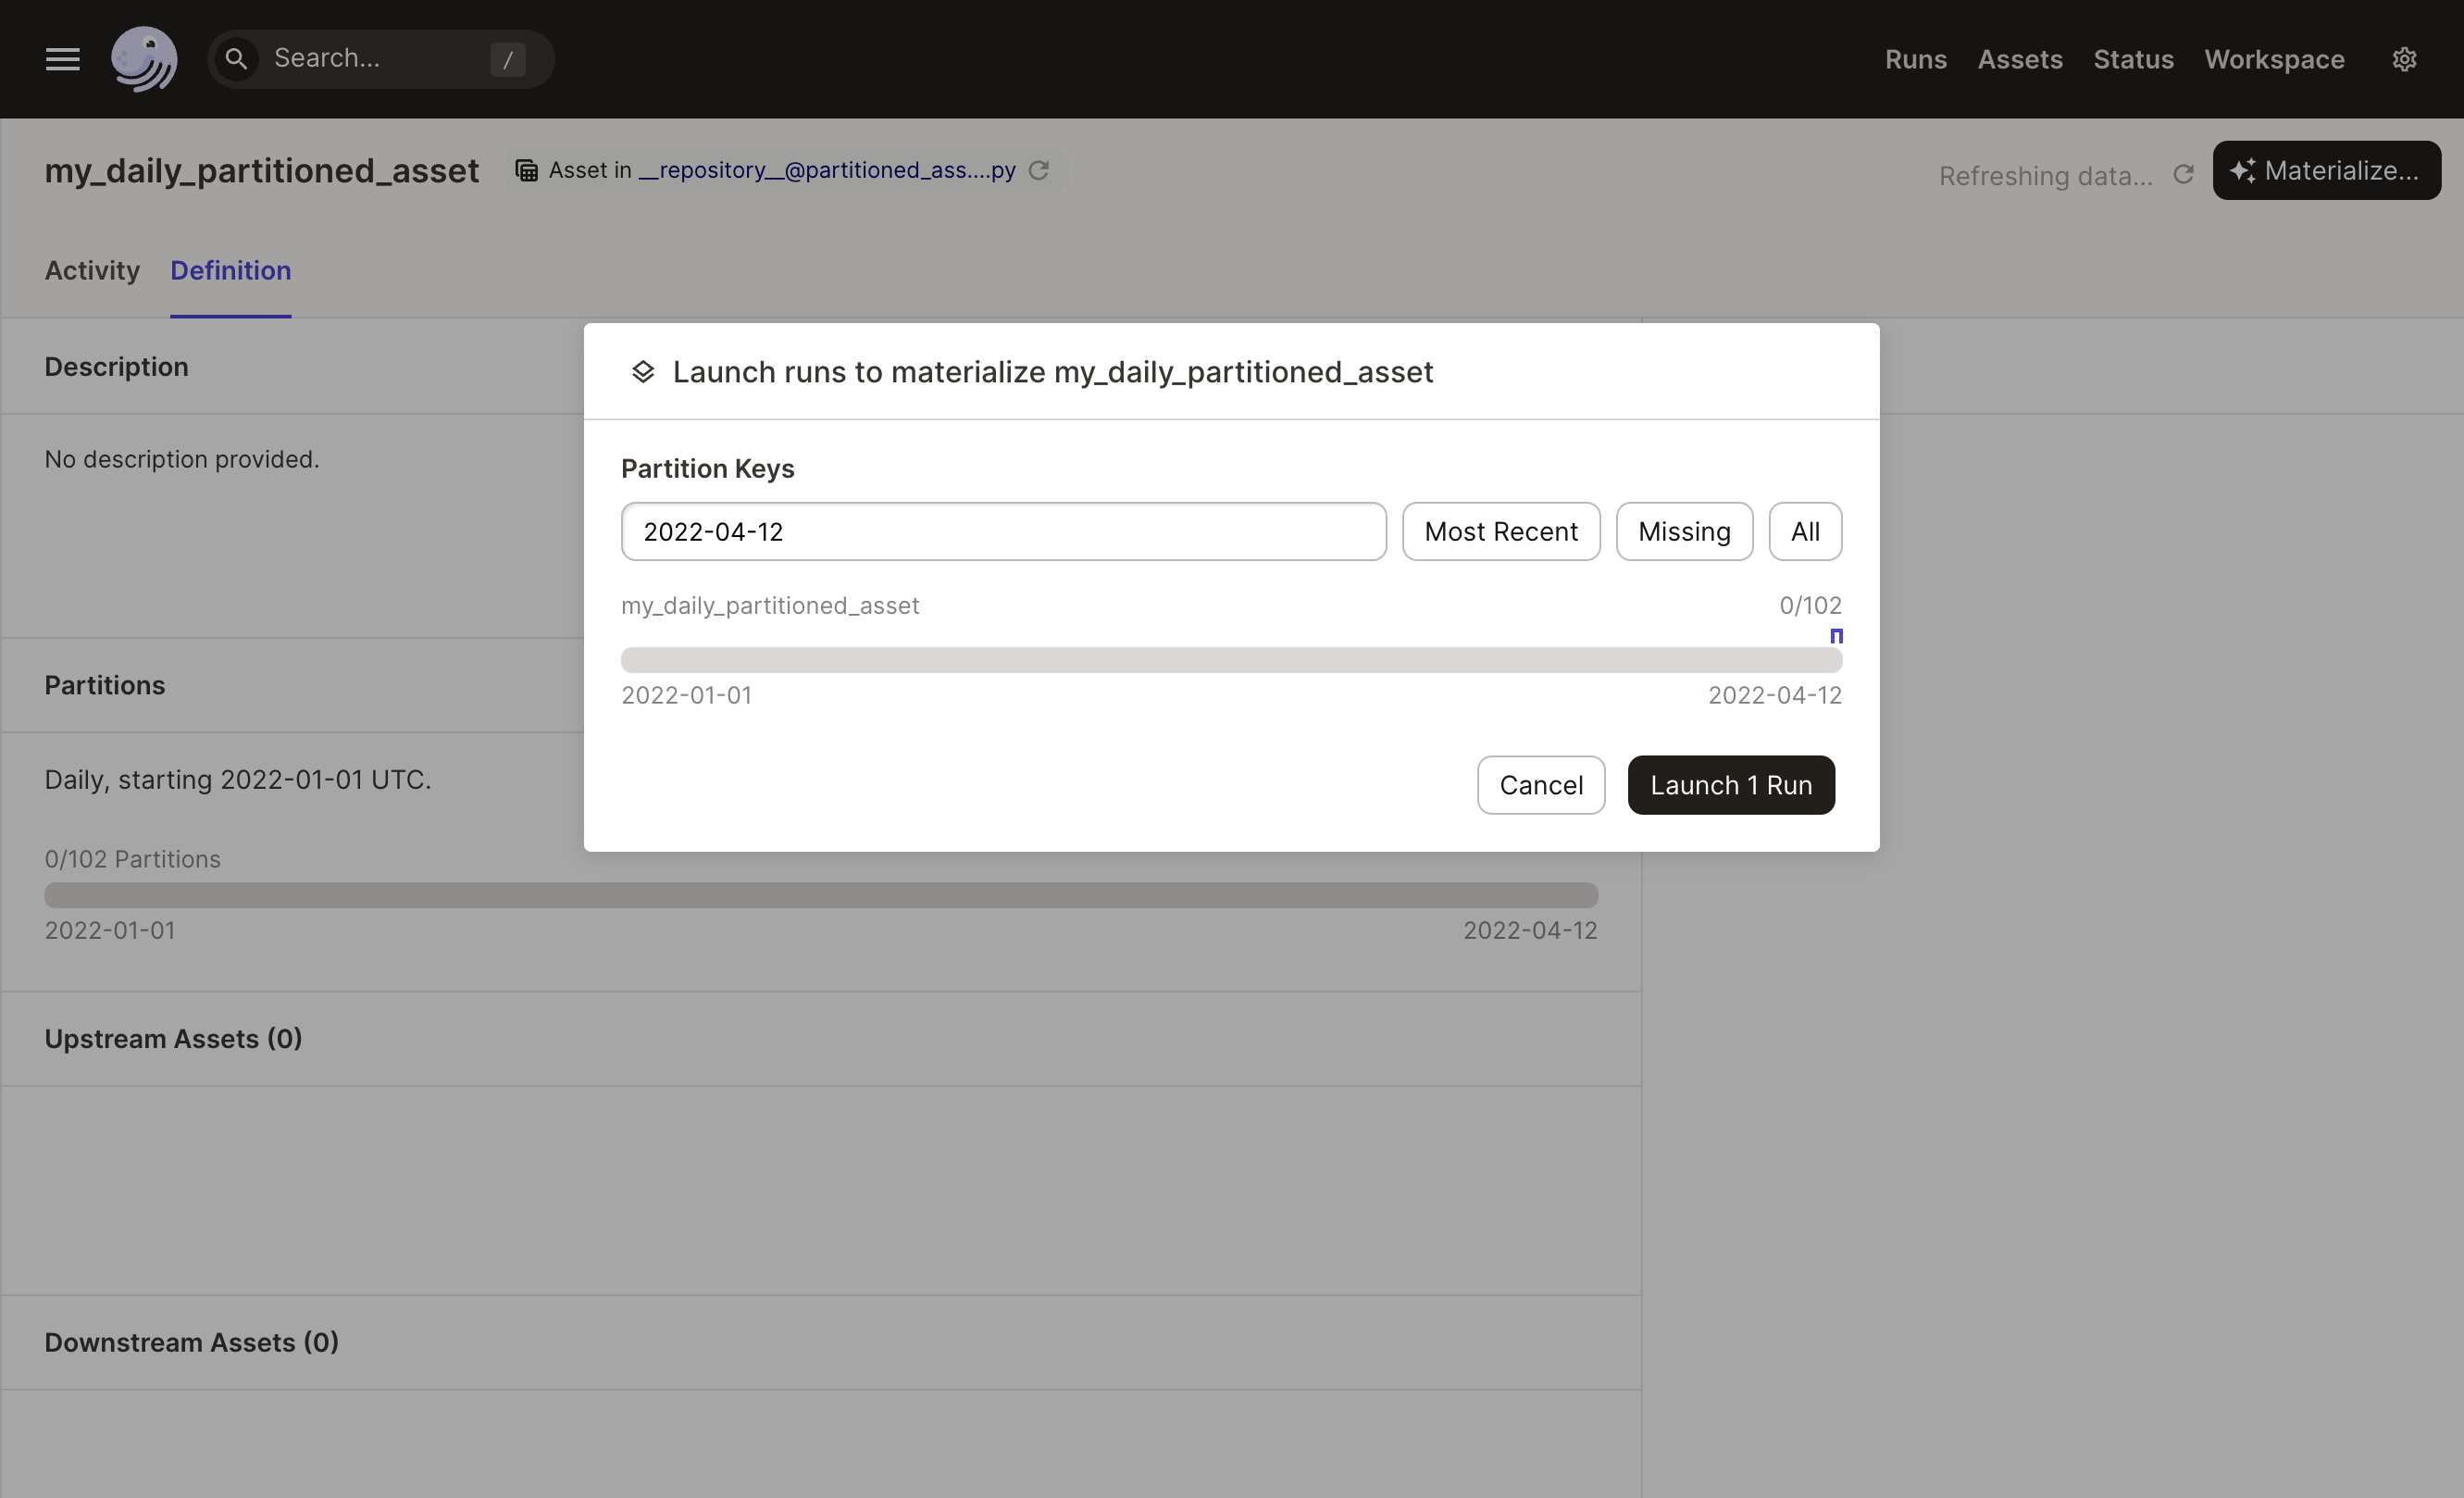 Search... /
Runs Assets Status Workspace
my_daily_partitioned_asset Asset in __repository__@partitioned_ass....py
Refreshing data... Materialize...
Activity Definition
Description
No description provided.
Partitions
Daily, starting 2022-01-01 UTC.
0/102 Partitions
2022-01-01 2022-04-12
Upstream Assets (0)
Downstream Assets (0)
Launch runs to materialize my_daily_partitioned_asset
Partition Keys
2022-04-12 Most Recent Missing All
my_daily_partitioned_asset 0/102
2022-01-01 2022-04-12
Cancel Launch 1 Run